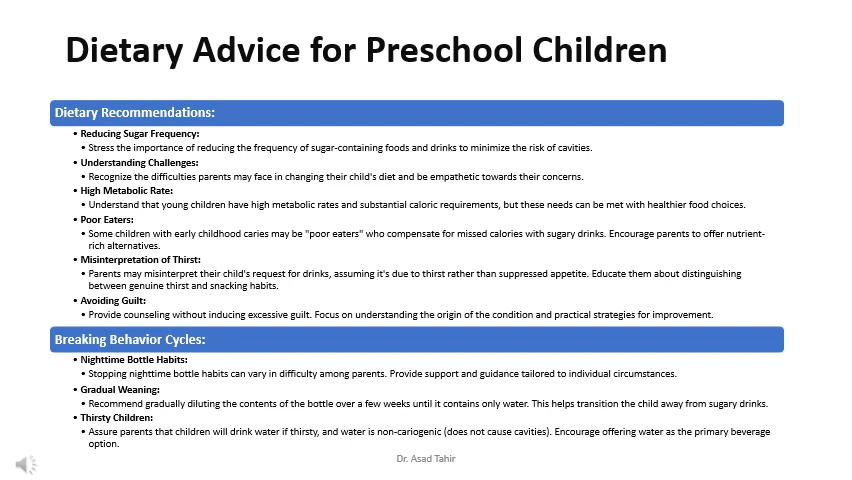 Dietary Advice for Preschool Children
Dietary Recommendations:
• Reducing Sugar Frequency:
• Stress the importance of reducing the frequency of sugar-containing foods and drinks to minimize the risk of cavities.
• Understanding Challenges:
• Recognize the difficulties parents may face in changing their child's diet and be empathetic towards their concerns.
• High Metabolic Rate:
• Understand that young children have high metabolic rates and substantial caloric requirements, but these needs can be met with healthier food choices.
• Poor Eaters:
• Some children with early childhood caries may be "poor eaters" who compensate for missed calories with sugary drinks. Encourage parents to offer nutrient-
rich alternatives.
• Misinterpretation of Thirst:
• Parents may misinterpret their child's request for drinks, assuming it's due to thirst rather than suppressed appetite. Educate them about distinguishing
between genuine thirst and snacking habits.
• Avoiding Guilt:
• Provide counseling without inducing excessive guilt. Focus on understanding the origin of the condition and practical strategies for improvement.
Breaking Behavior Cycles:
• Nighttime Bottle Habits:
• Stopping nighttime bottle habits can vary in difficulty among parents. Provide support and guidance tailored to individual circumstances.
• Gradual Weaning:
• Recommend gradually diluting the contents of the bottle over a few weeks until it contains only water. This helps transition the child away from sugary drinks.
• Thirsty Children:
• Assure parents that children will drink water if thirsty, and water is non-cariogenic (does not cause cavities). Encourage offering water as the primary beverage
option.
Dr. Asad Tahir